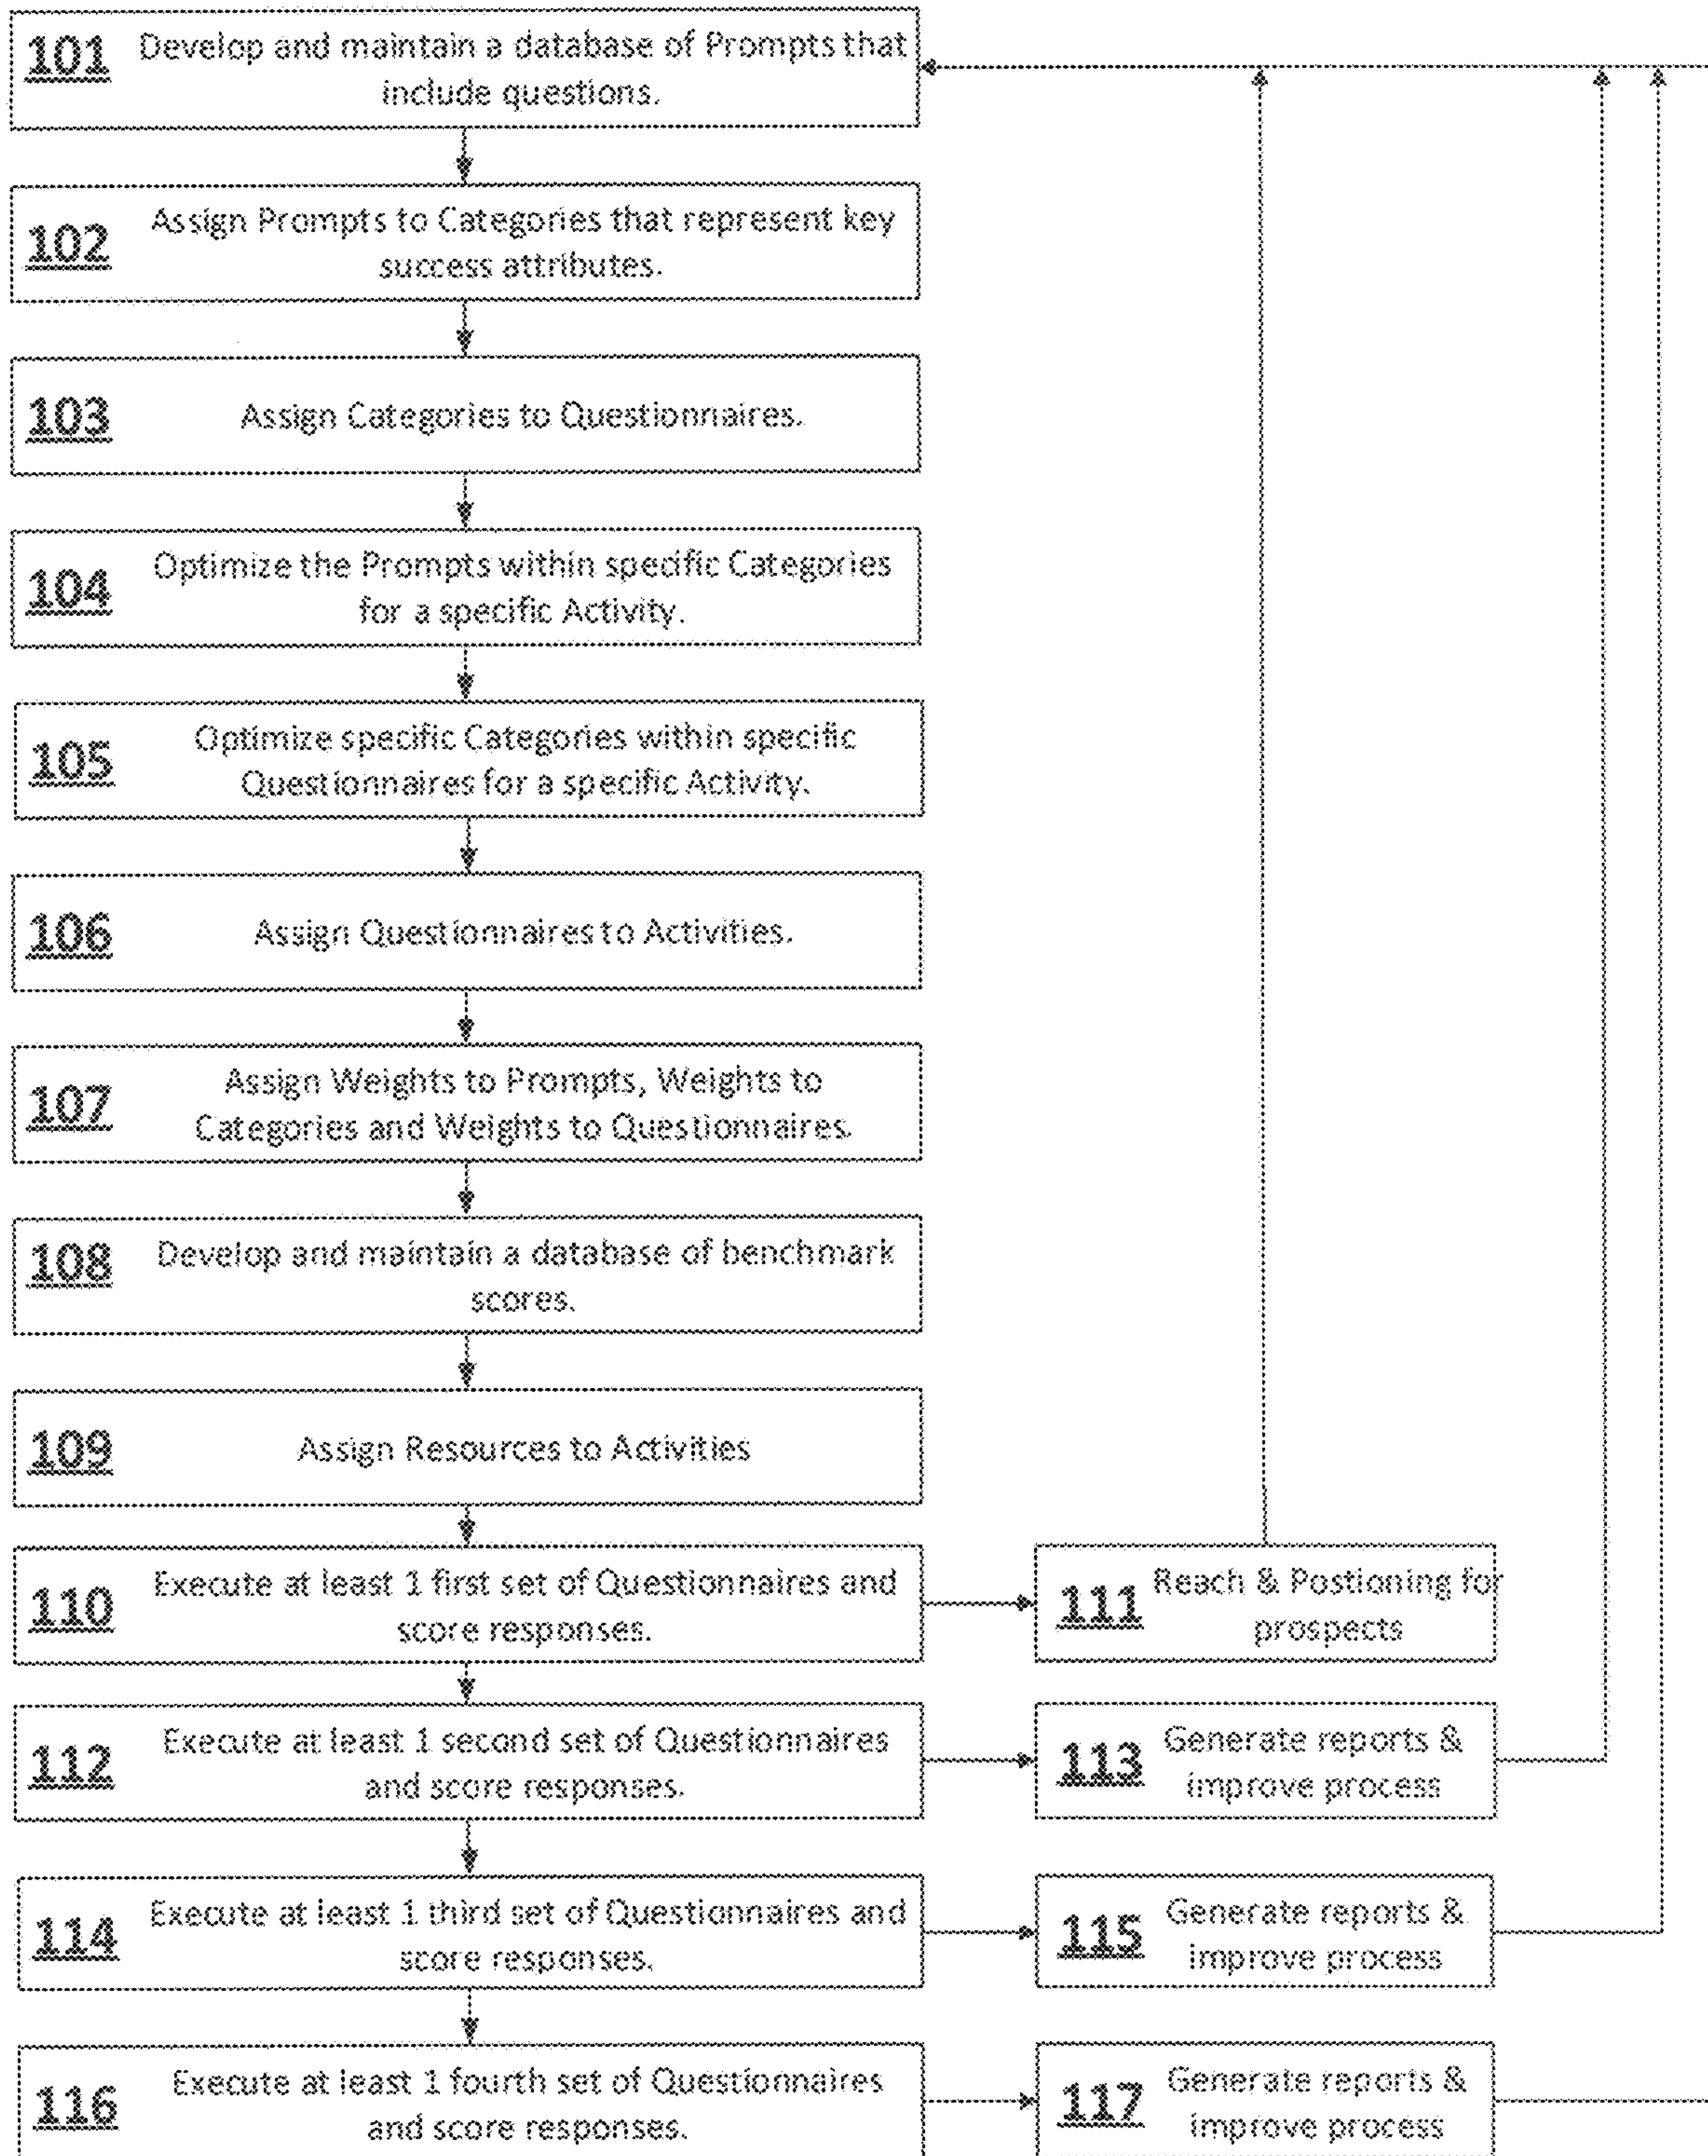 101 Develop and maintain a database of Prompts that
include questions.
102 Assign Prompts to Categories that represent key
success attributes.
103 Assign Categories to Questionnaires.
104 Optimize the Prompts within specific Categories
for a specific Activity.
105 Optimize specific Categories within specific
Questionnaires for a specific Activity.
106 Assign Questionnaires to Activities.
107 Assign Weights to Prompts, Weights to
Categories and Weights to Questionnaires.
108 Develop and maintain a database of benchmark
scores.
109 Assign Resources to Activities
110 Execute at least 1 first set of Questionnaires and
score responses.
111 Reach & Postioning for
prospects
112 Execute at least 1 second set of Questionnaires
and score responses.
113 Generate reports &
improve process
114 Execute at least 1 third set of Questionnaires and
score responses.
115 Generate reports &
improve process
116 Execute at least 1 fourth set of Questionnaires
and score responses.
117 Generate reports &
improve process